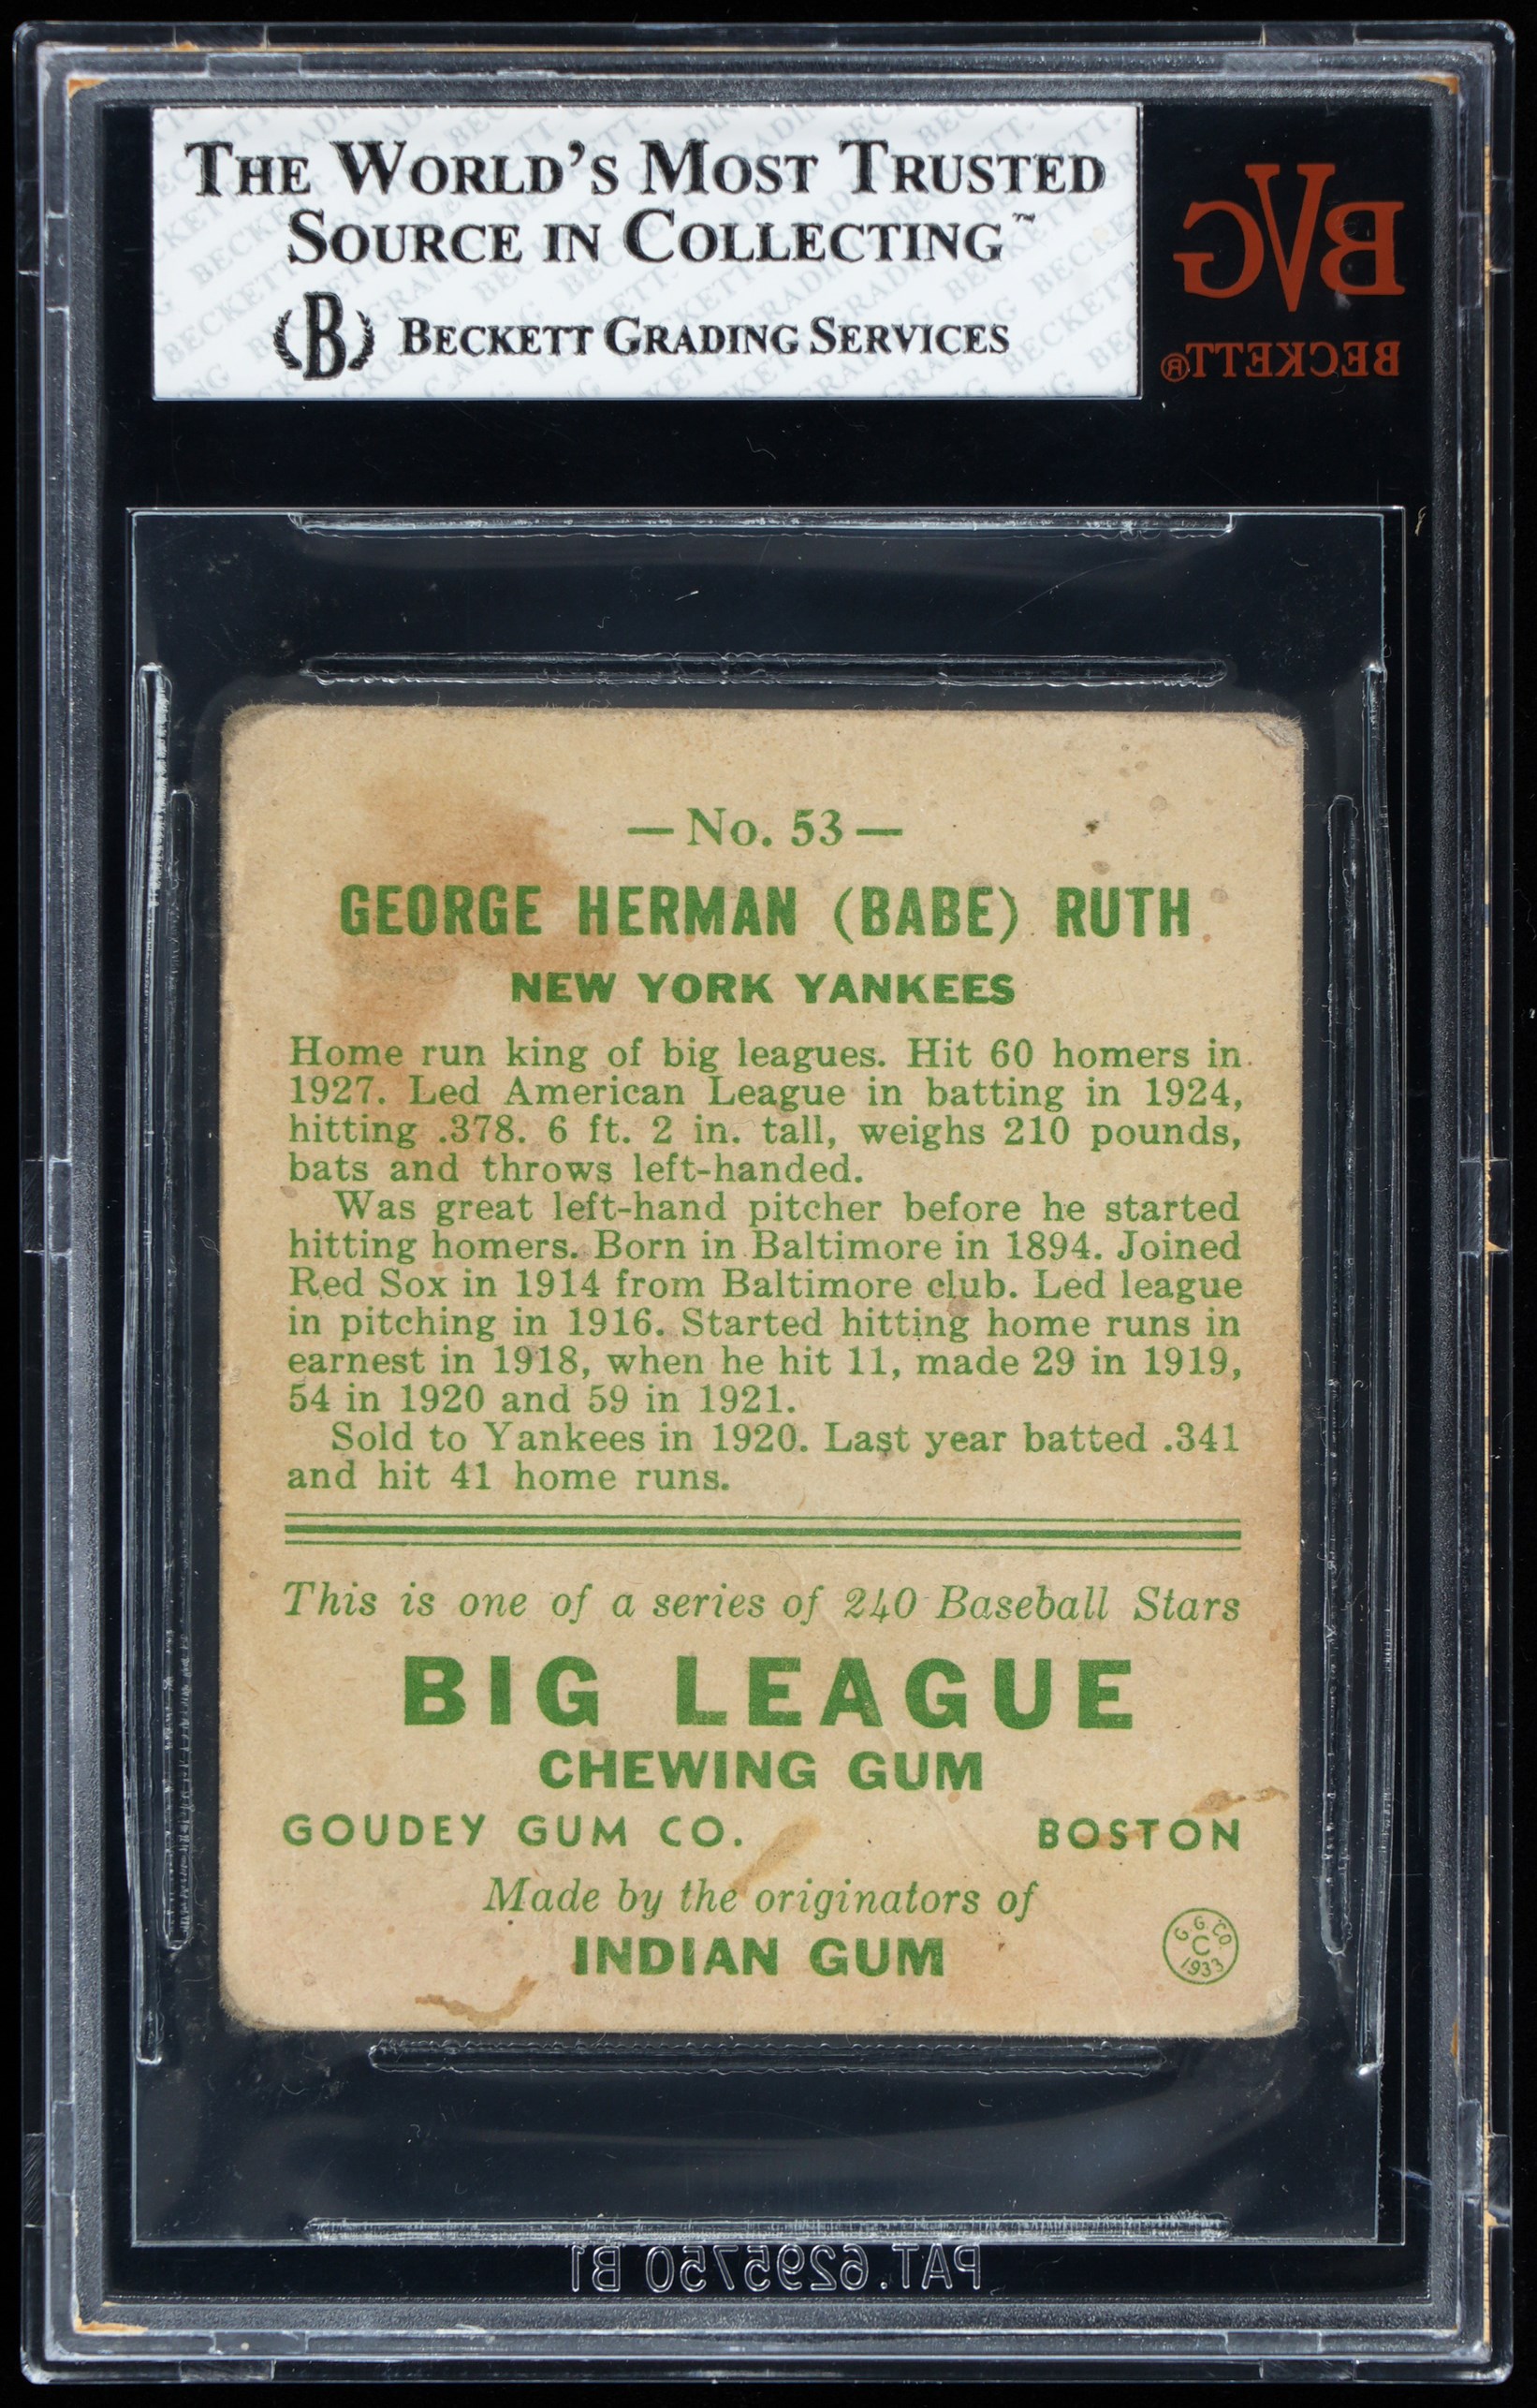 THE WORLD'S MOST TRUSTED
SOURCE IN COLLECTING™
B BECKETT GRADING SERVICES
BVG
BECKETT®
—No. 53—
GEORGE HERMAN (BABE) RUTH
NEW YORK YANKEES
Home run king of big leagues. Hit 60 homers in
1927. Led American League in batting in 1924,
hitting .378. 6 ft. 2 in. tall, weighs 210 pounds,
bats and throws left-handed.
Was great left-hand pitcher before he started
hitting homers. Born in Baltimore in 1894. Joined
Red Sox in 1914 from Baltimore club. Led league
in pitching in 1916. Started hitting home runs in
earnest in 1918, when he hit 11, made 29 in 1919,
54 in 1920 and 59 in 1921.
Sold to Yankees in 1920. Last year batted .341
and hit 41 home runs.
This is one of a series of 240 Baseball Stars
BIG LEAGUE
CHEWING GUM
GOUDEY GUM CO. BOSTON
Made by the originators of
INDIAN GUM
G. G. CO
C
1933
PAT. 6295750 B1